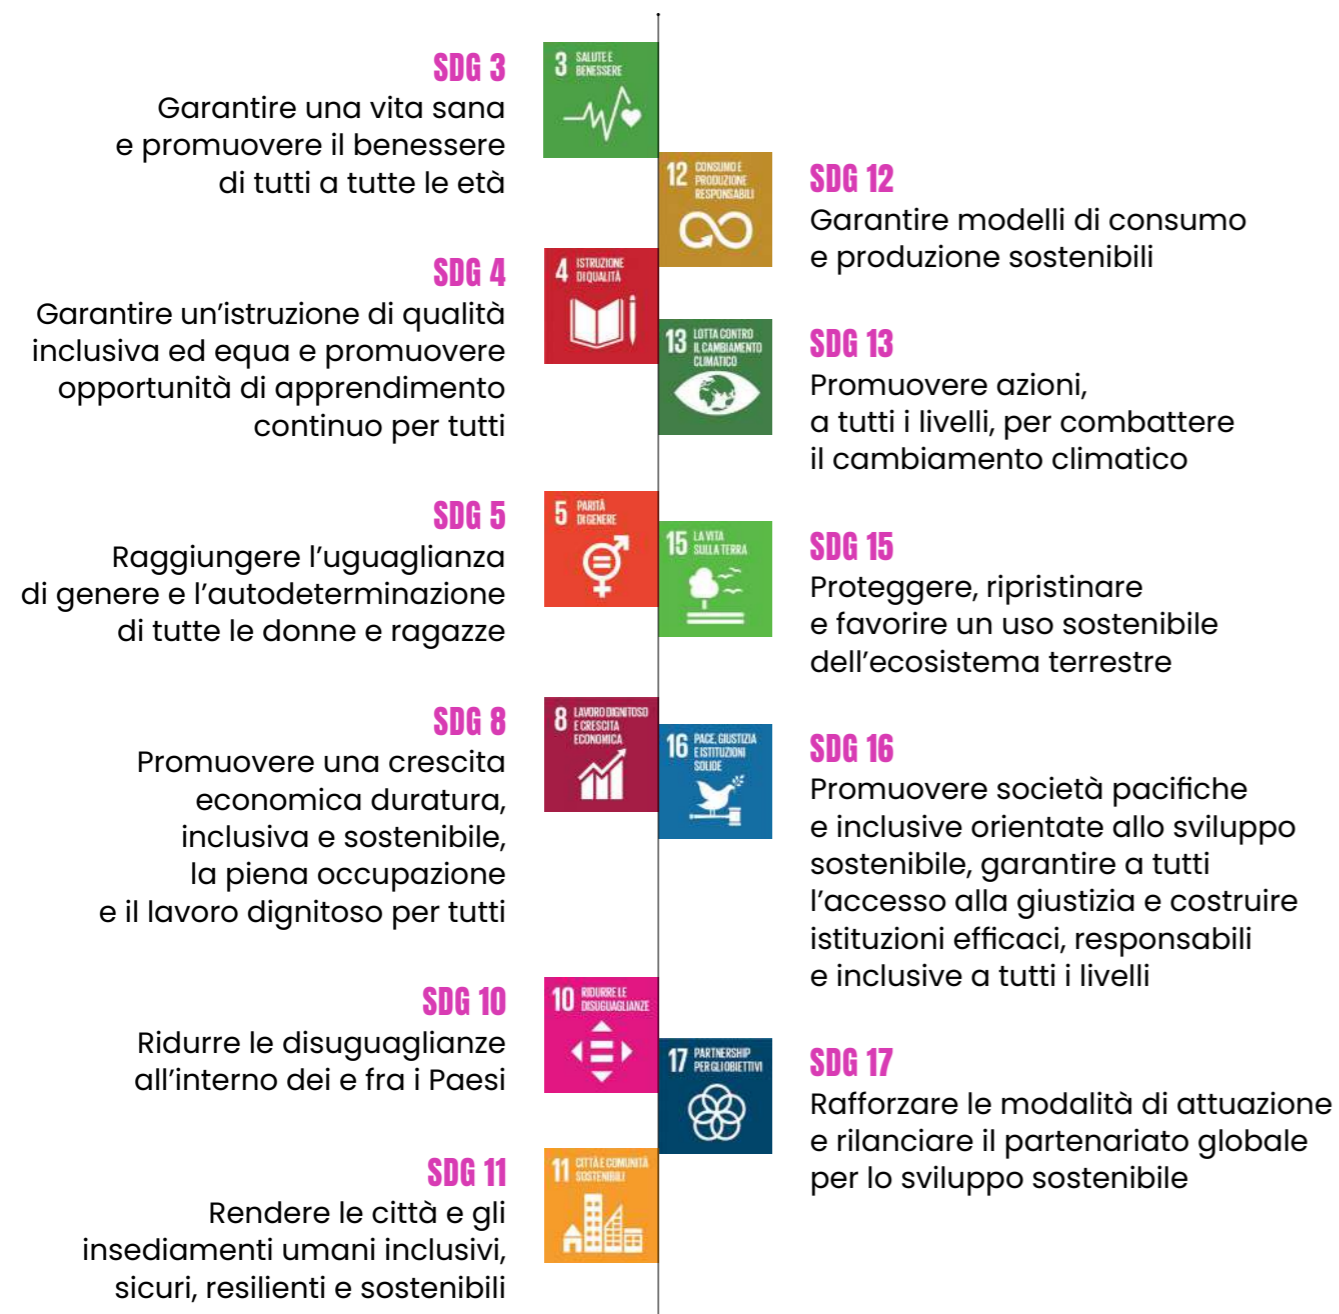 SDG 3
Garantire una vita sana
e promuovere il benessere
di tutti a tutte le età
3 SALUTE E
BENESSERE
SDG 4
Garantire un’istruzione di qualità
inclusiva ed equa e promuovere
opportunità di apprendimento
continuo per tutti
4 ISTRUZIONE
DI QUALITÀ
SDG 5
Raggiungere l’uguaglianza
di genere e l’autodeterminazione
di tutte le donne e ragazze
5 PARITÀ
DI GENERE
SDG 8
Promuovere una crescita
economica duratura,
inclusiva e sostenibile,
la piena occupazione
e il lavoro dignitoso per tutti
8 LAVORO DIGNITOSO
E CRESCITA
ECONOMICA
SDG 10
Ridurre le disuguaglianze
all’interno dei e fra i Paesi
10 RIDURRE LE
DISUGUAGLIANZE
SDG 11
Rendere le città e gli
insediamenti umani inclusivi,
sicuri, resilienti e sostenibili
11 CITTÀ E COMUNITÀ
SOSTENIBILI
12 CONSUMO E
PRODUZIONE
RESPONSABILI
SDG 12
Garantire modelli di consumo
e produzione sostenibili
13 LOTTA CONTRO
IL CAMBIAMENTO
CLIMATICO
SDG 13
Promuovere azioni,
a tutti i livelli, per combattere
il cambiamento climatico
15 LA VITA
SULLA TERRA
SDG 15
Proteggere, ripristinare
e favorire un uso sostenibile
dell’ecosistema terrestre
16 PACE, GIUSTIZIA
E ISTITUZIONI
SOLIDE
SDG 16
Promuovere società pacifiche
e inclusive orientate allo sviluppo
sostenibile, garantire a tutti
l’accesso alla giustizia e costruire
istituzioni efficaci, responsabili
e inclusive a tutti i livelli
17 PARTNERSHIP
PER GLI OBIETTIVI
SDG 17
Rafforzare le modalità di attuazione
e rilanciare il partenariato globale
per lo sviluppo sostenibile